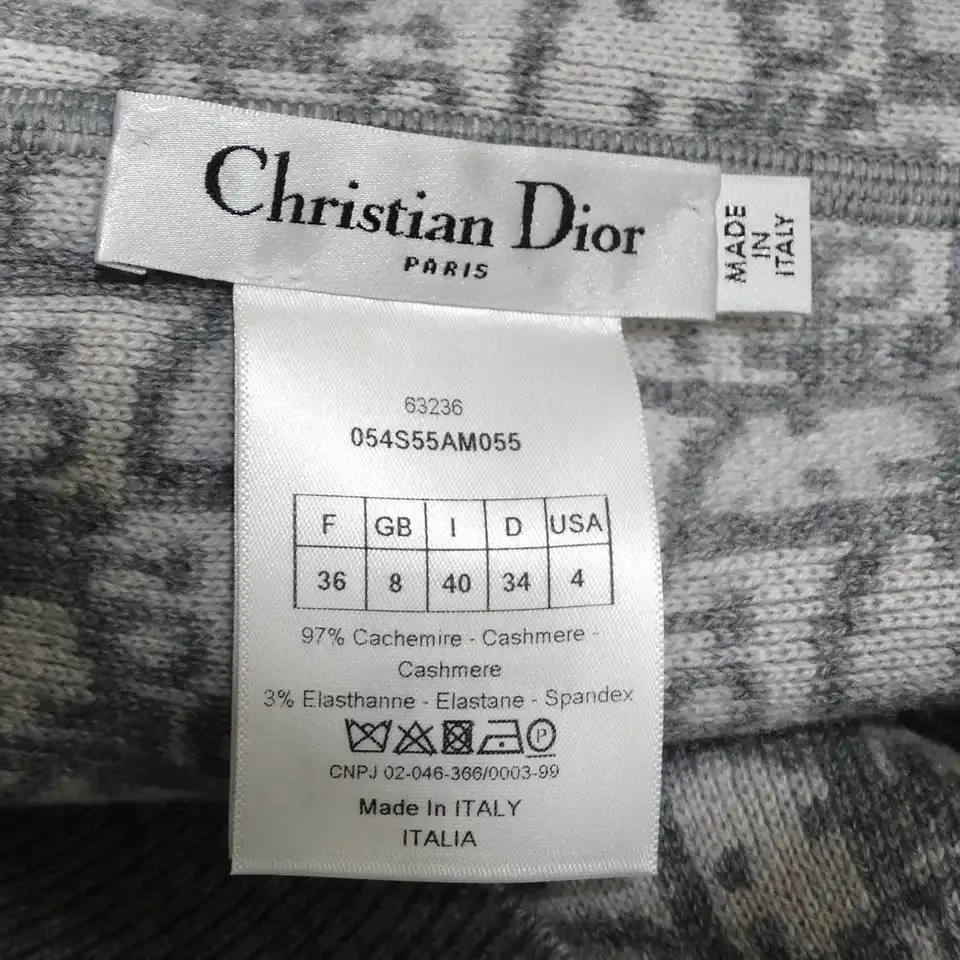 Christian Dior
PARIS
MADE
IN
ITALY
63236
054S55AM055
F GB I D USA
36 8 40 34 4
97% Cachemire - Cashmere -
Cashmere
3% Elasthanne - Elastane - Spandex
P
CNPJ 02-046-366/0003-99
Made In ITALY
ITALIA